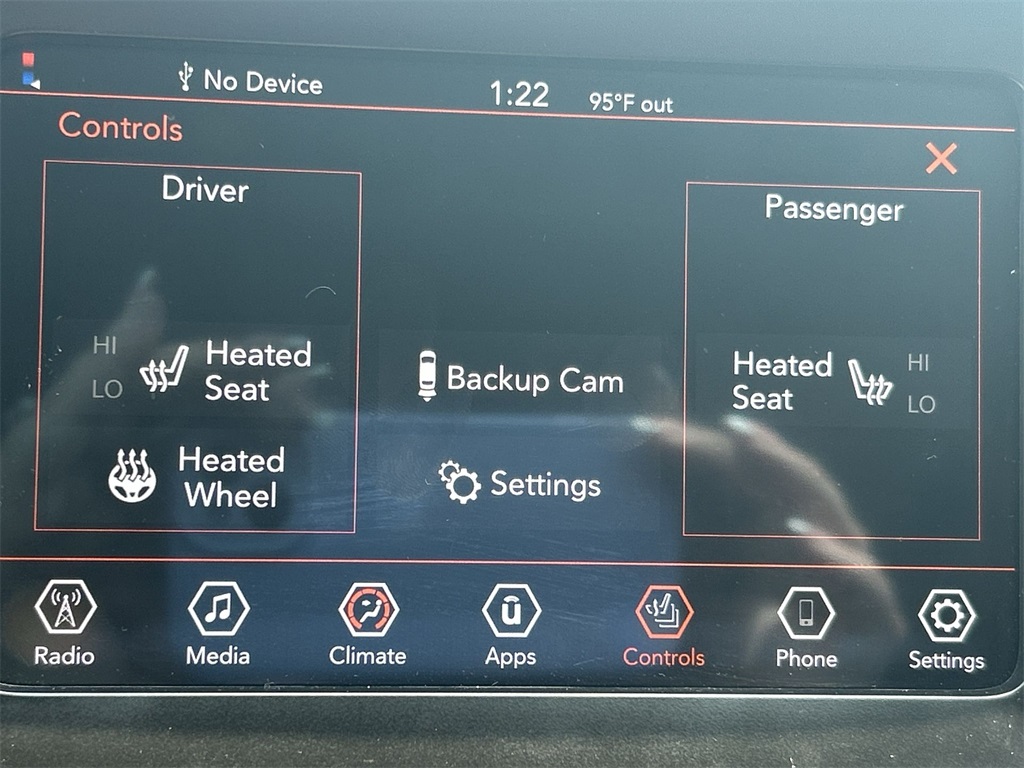 No Device
1:22
95°F out
Controls
Driver
HI
LO
Heated
Seat
Heated
Wheel
Backup Cam
Settings
Passenger
Heated
Seat
HI
LO
Radio
Media
Climate
Apps
Controls
Phone
Settings